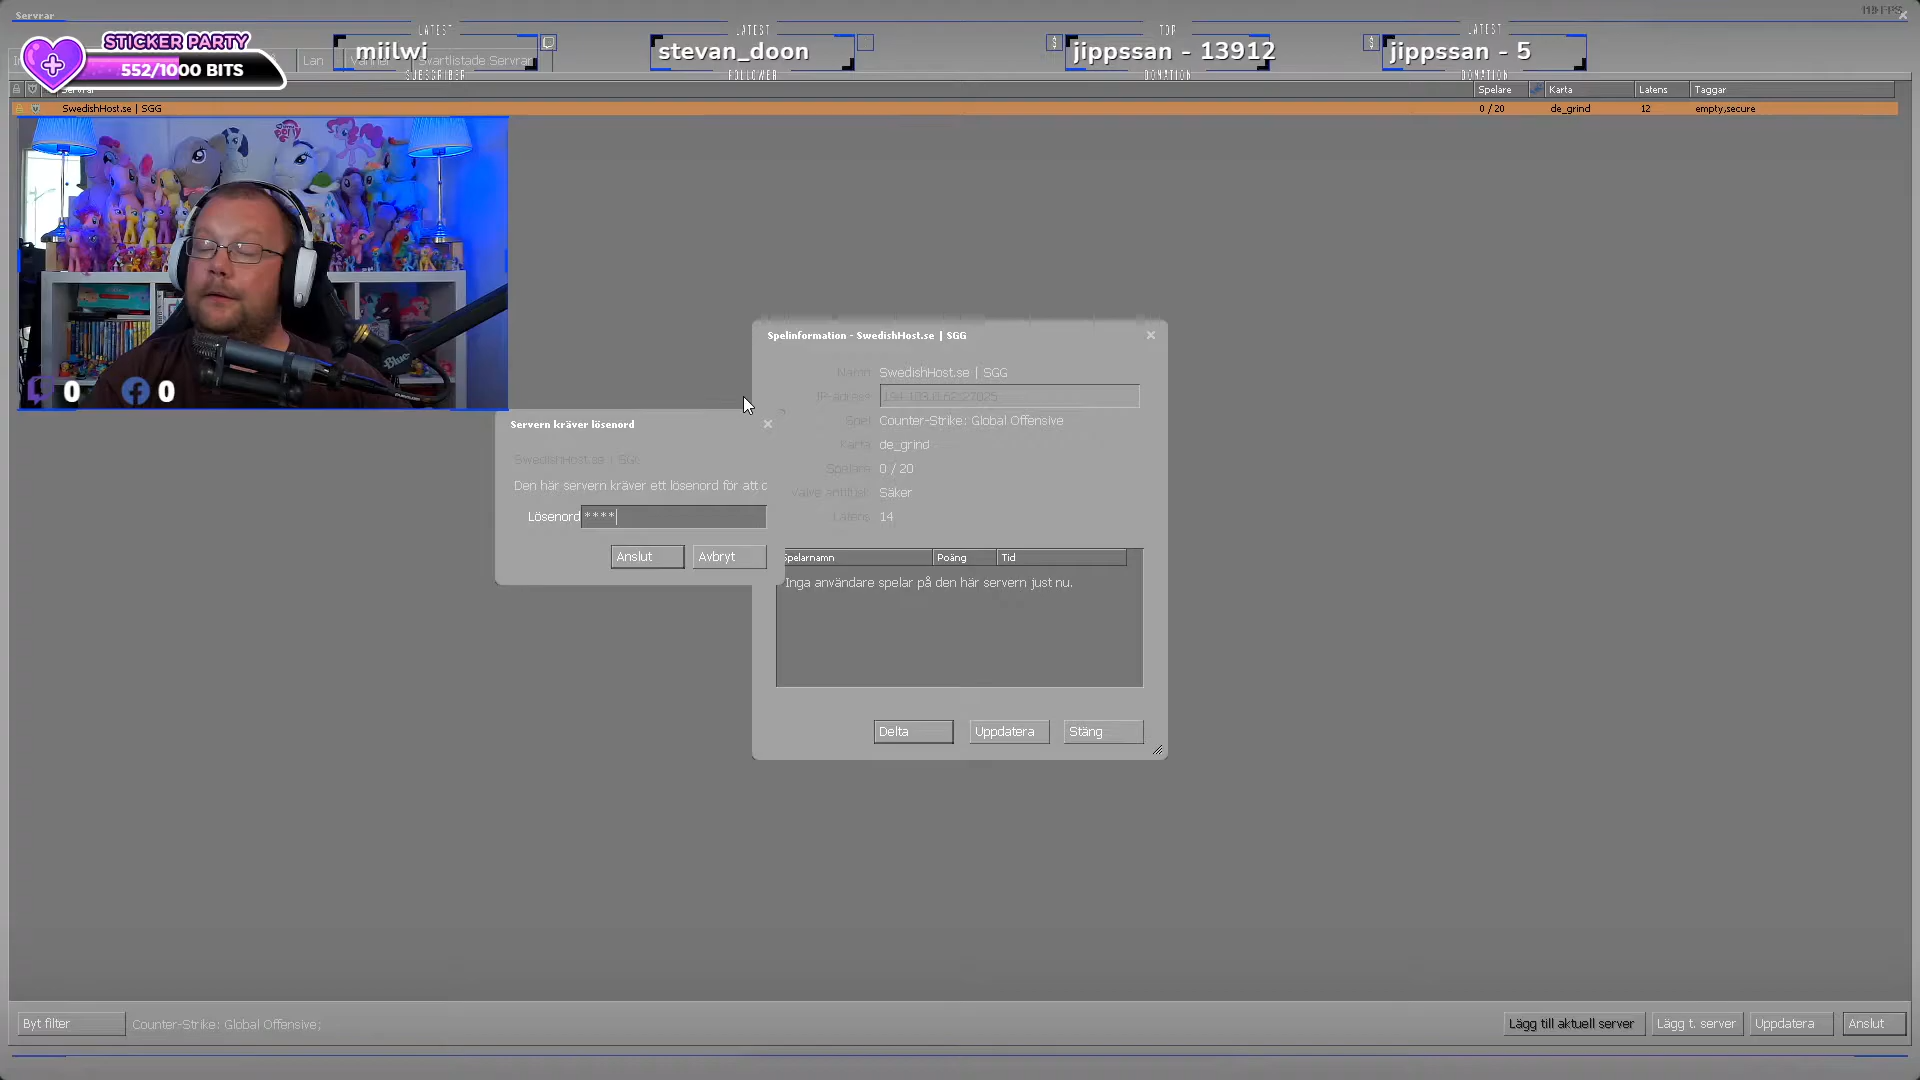 Servrar
LATEST
LATEST
TOP
LATEST
STICKER PARTY
552/1000 BITS
miilwi
stevan_doon
jippssan - 13912
jippssan - 5
Lan
Svartlistade Servrar
SUBSCRIBER
FOLLOWER
DONATION
DONATION
Servrar
Spelare
Karta
Latens
Taggar
SwedishHost.se | SGG
0 / 20
de_grind
12
empty,secure
0
0
Spelinformation - SwedishHost.se | SGG
Namn
SwedishHost.se | SGG
IP-adress
Spel
Counter-Strike: Global Offensive
Karta
de_grind
Spelare
0 / 20
Säker
Latens
14
Servern kräver lösenord
SwedishHost.se | SGG
Den här servern kräver ett lösenord för att
Lösenord
****
Anslut
Avbryt
Spelarnamn
Poäng
Tid
Inga användare spelar på den här servern just nu.
Delta
Uppdatera
Stäng
Byt filter
Counter-Strike: Global Offensive;
Lägg till aktuell server
Lägg t. server
Uppdatera
Anslut